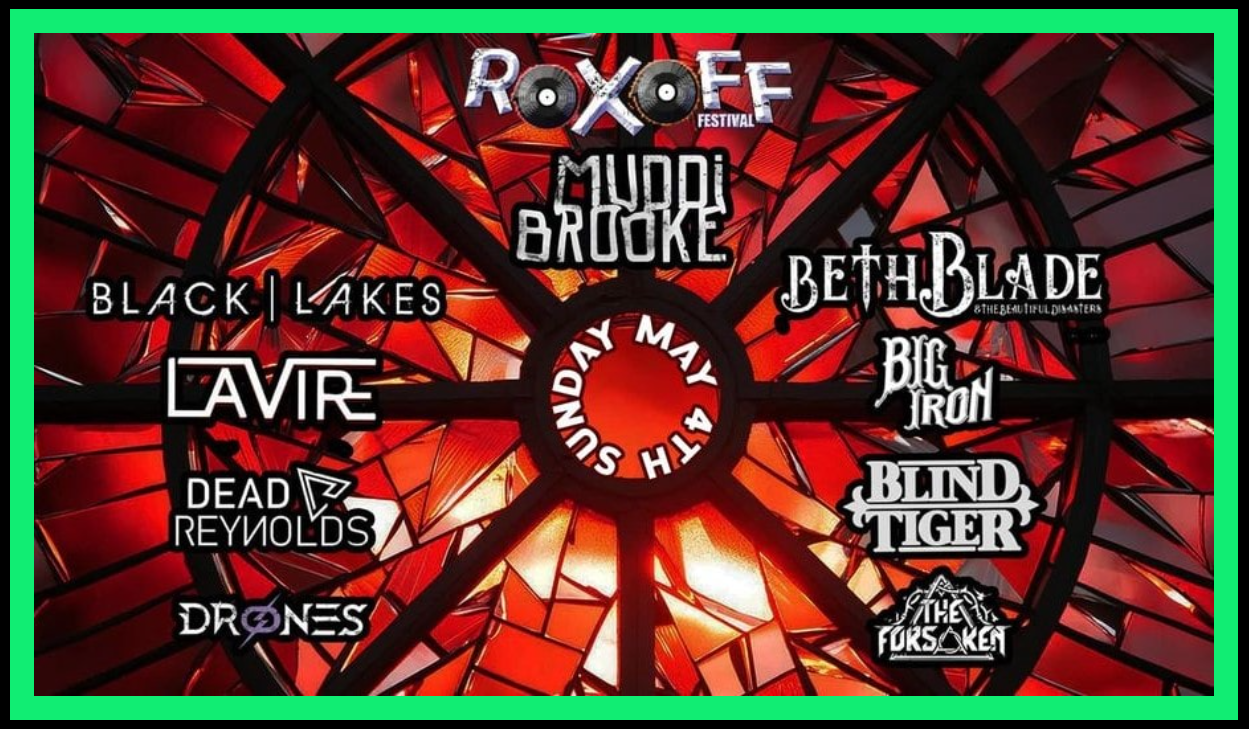 ROXOFF
FESTIVAL
MUDDi
BROOKE
BLACK | LAKES
BETH BLADE
& THE BEAUTIFUL DISASTERS
LAVIRE
BIG
IRON
SUNDAY MAY 4TH
DEAD
REYNOLDS
BLIND
TIGER
DRONES
THE
FORSAKEN